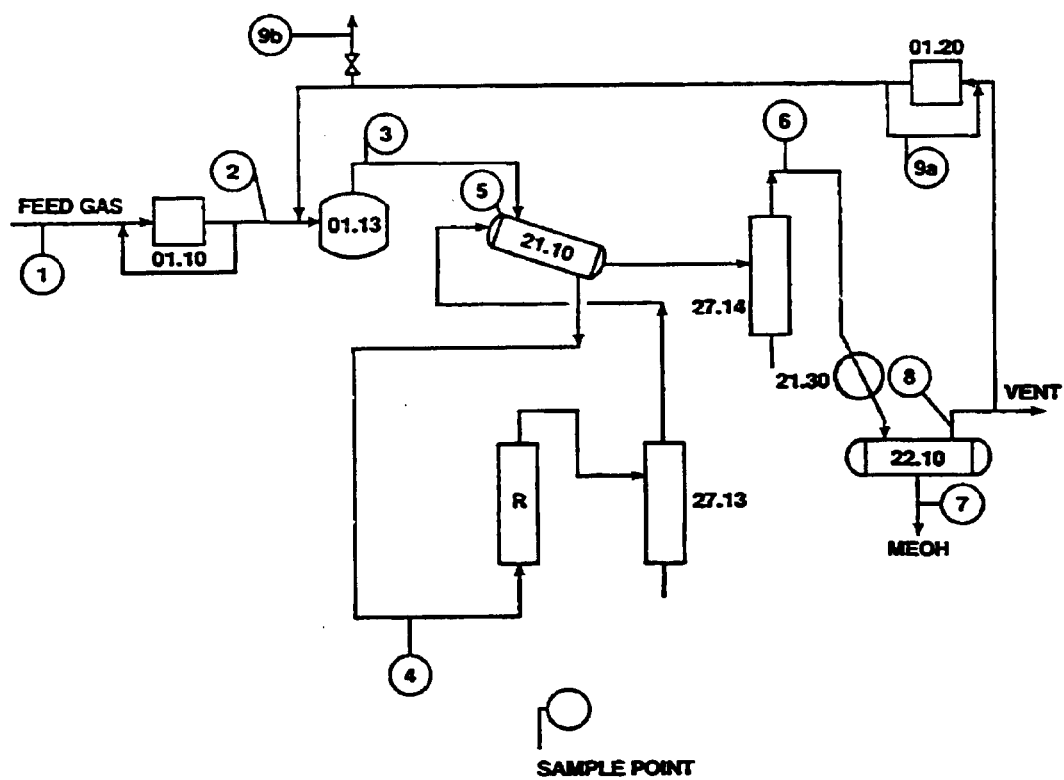 9b
01.20
3
6
2
9a
5
FEED GAS
01.13
21.10
01.10
1
27.14
21.30
8
VENT
22.10
R
27.13
7
MEOH
4
SAMPLE POINT